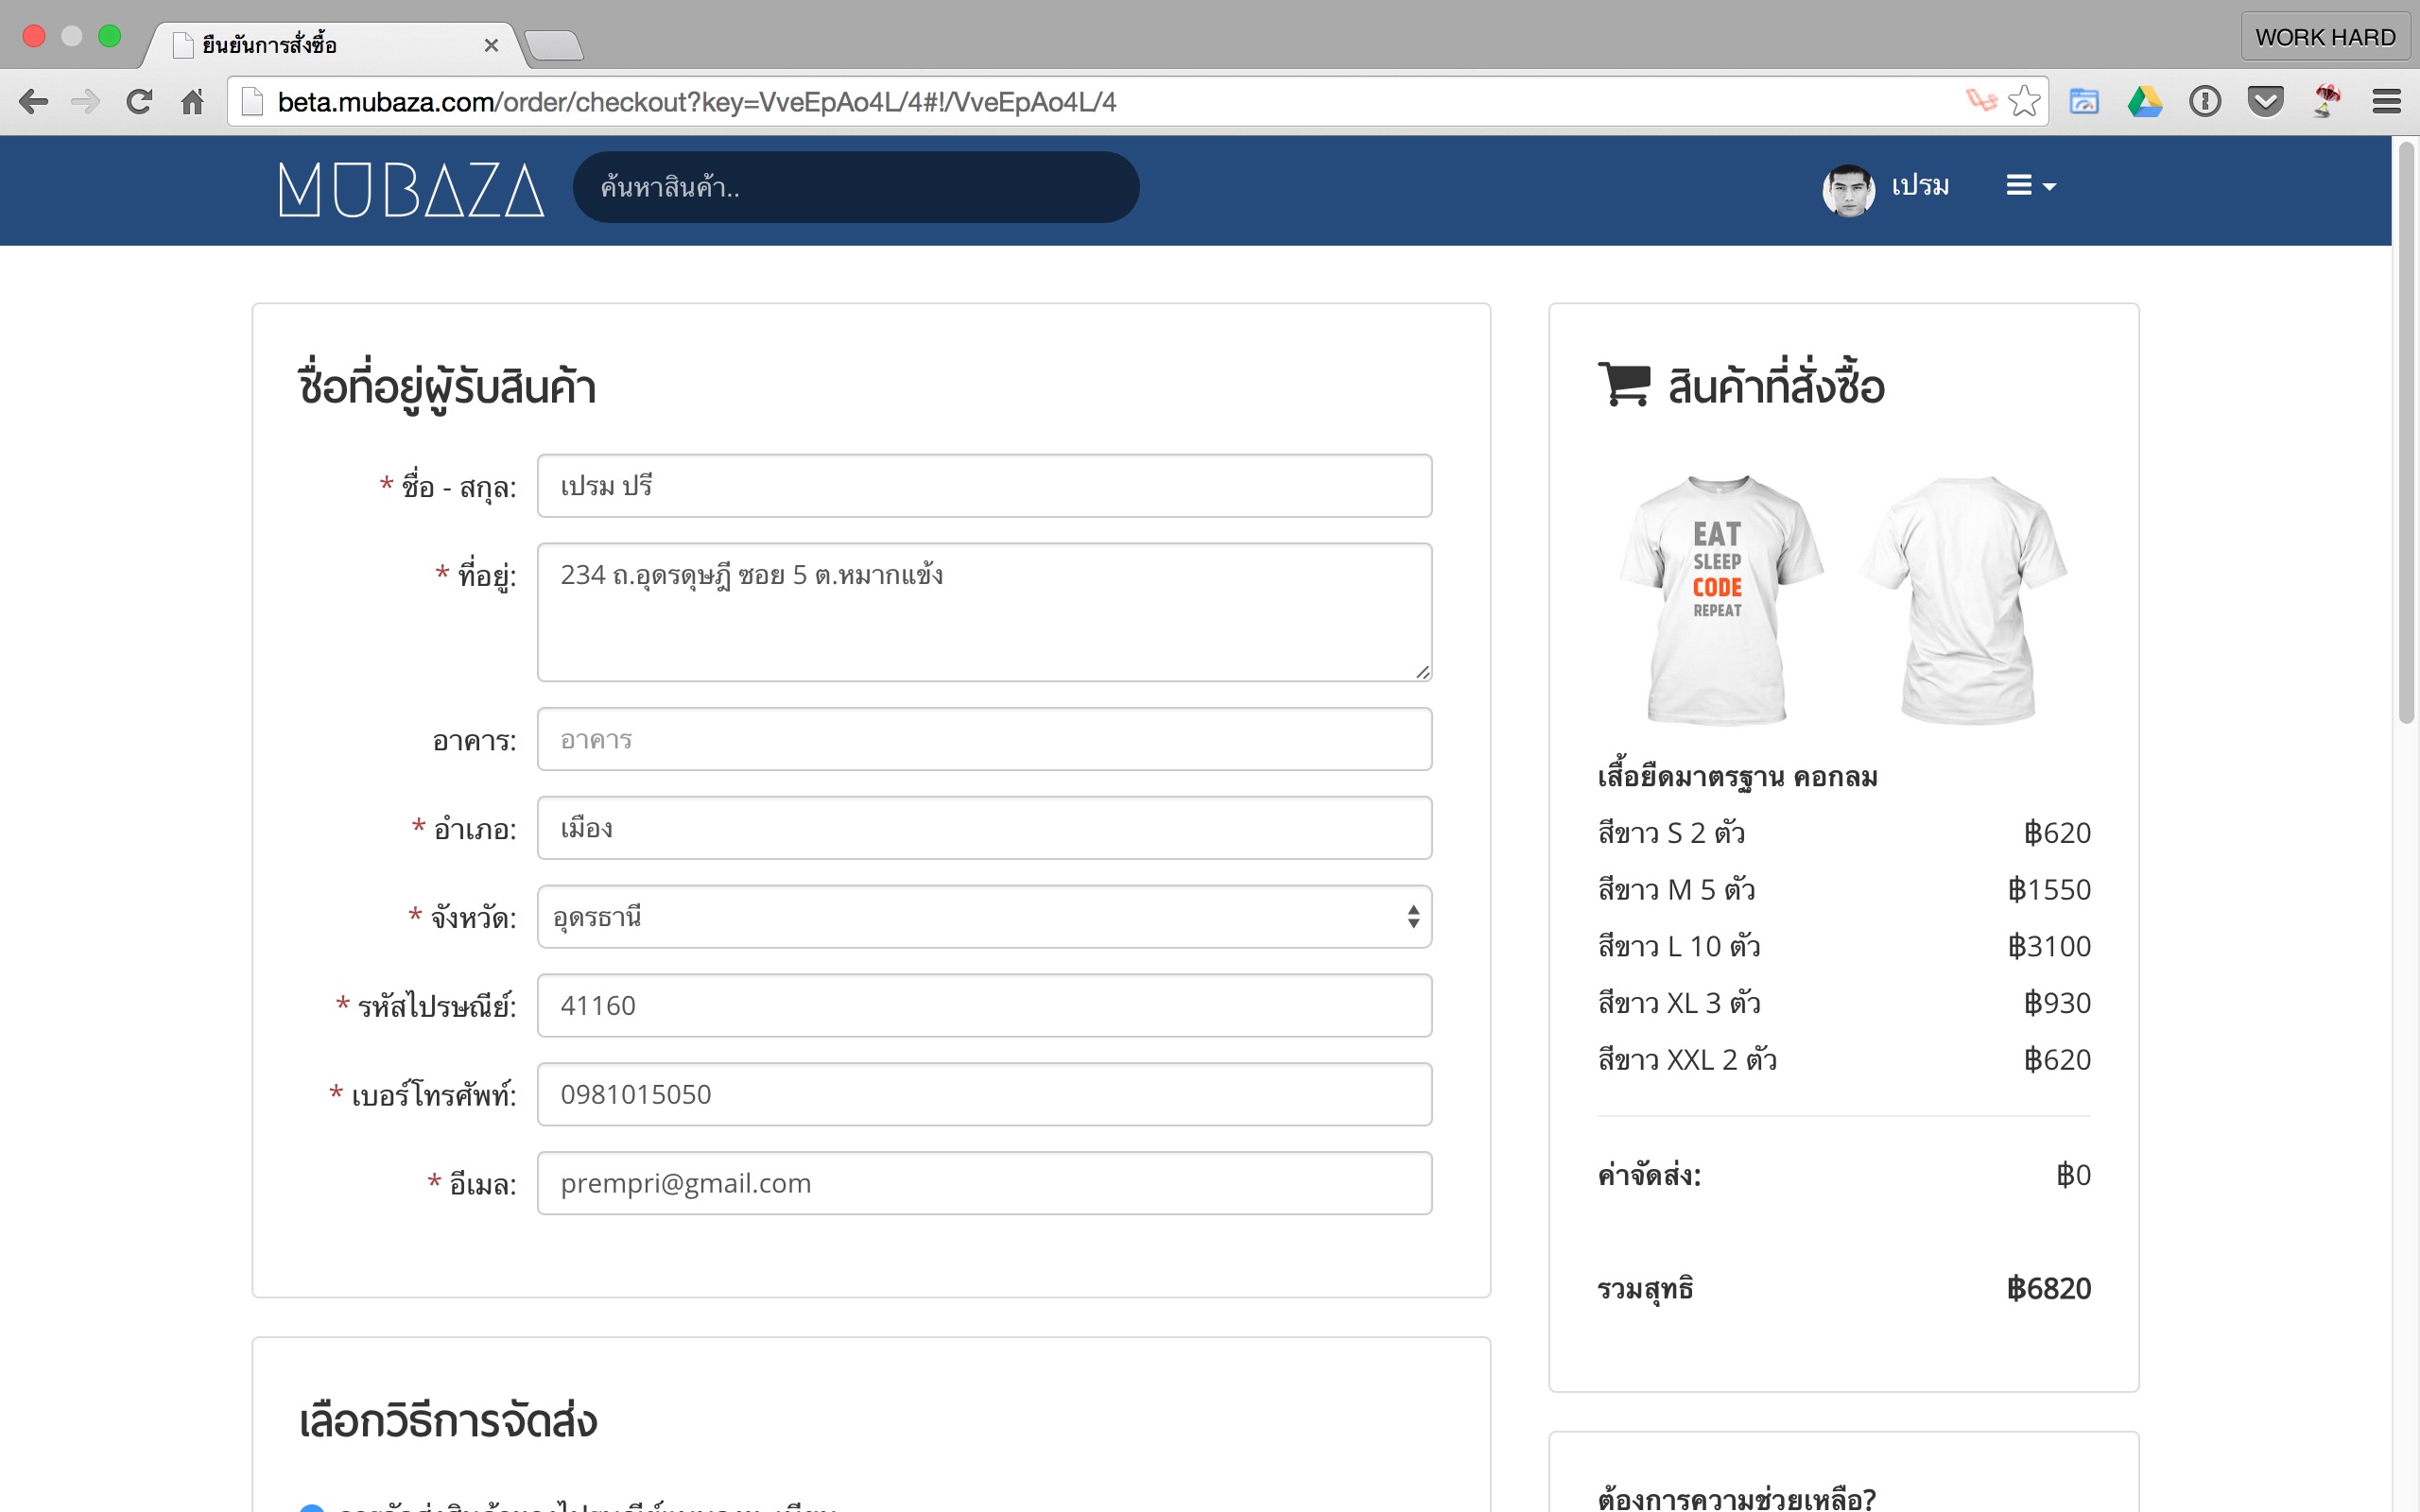 ยืนยันการสั่งซื้อ
WORK HARD
beta.mubaza.com/order/checkout?key=VveEpAo4L/4#!/VveEpAo4L/4
MUBAZA
ค้นหาสินค้า..
เปรม
ชื่อที่อยู่ผู้รับสินค้า
* ชื่อ - สกุล: เปรม ปรี
* ที่อยู่: 234 ถ.อุดรดุษฎี ซอย 5 ต.หมากแข้ง
อาคาร: อาคาร
* อำเภอ: เมือง
* จังหวัด: อุดรธานี
* รหัสไปรษณีย์: 41160
* เบอร์โทรศัพท์: 0981015050
* อีเมล: prempri@gmail.com
เลือกวิธีการจัดส่ง
สินค้าที่สั่งซื้อ
EAT
SLEEP
CODE
REPEAT
เสื้อยืดมาตรฐาน คอกลม
สีขาว S 2 ตัว ฿620
สีขาว M 5 ตัว ฿1550
สีขาว L 10 ตัว ฿3100
สีขาว XL 3 ตัว ฿930
สีขาว XXL 2 ตัว ฿620
ค่าจัดส่ง: ฿0
รวมสุทธิ ฿6820
ต้องการความช่วยเหลือ?